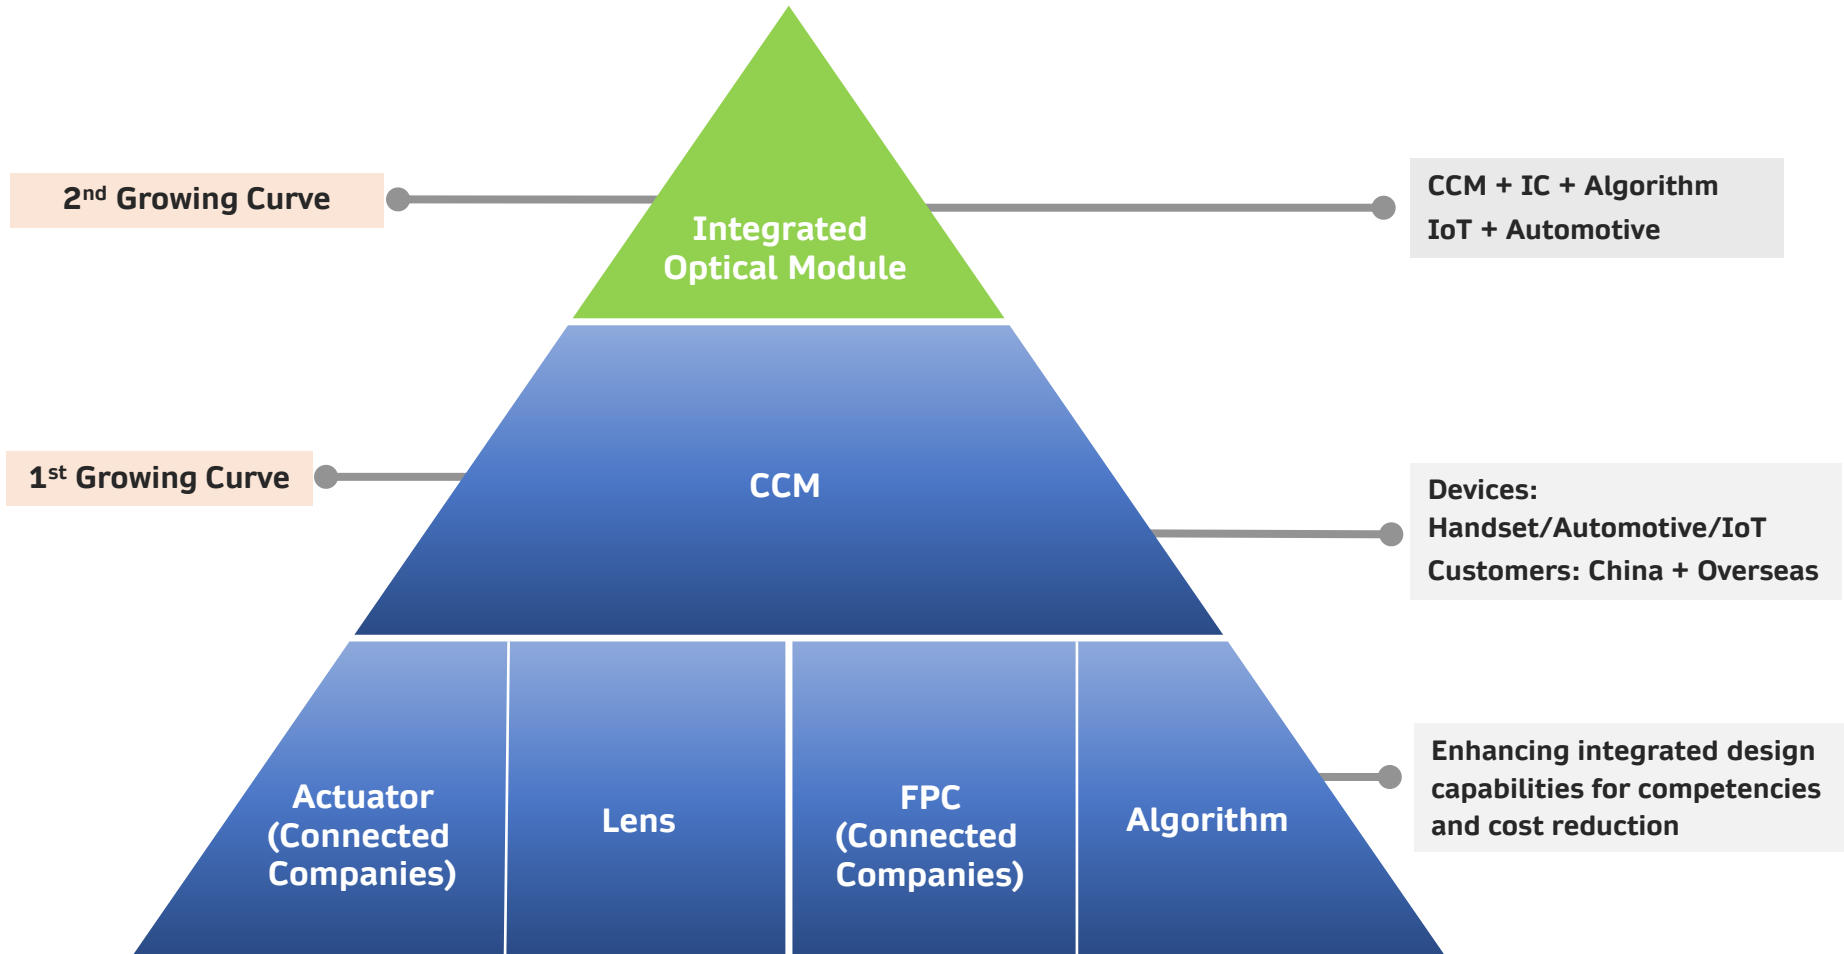 2nd Growing Curve
Integrated
Optical Module
CCM + IC + Algorithm
IoT + Automotive
1st Growing Curve
CCM
Devices:
Handset/Automotive/IoT
Customers: China + Overseas
Actuator
(Connected
Companies)
Lens
FPC
(Connected
Companies)
Algorithm
Enhancing integrated design
capabilities for competencies
and cost reduction